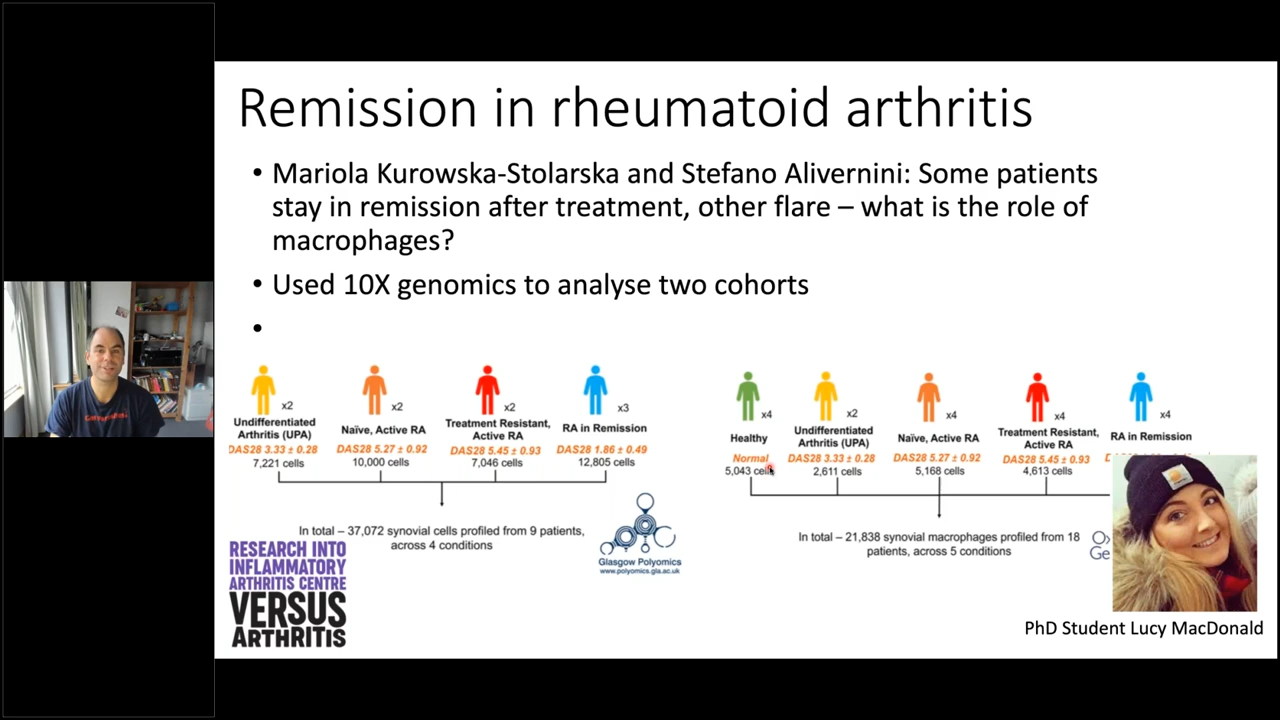 Remission in rheumatoid arthritis
• Mariola Kurowska-Stolarska and Stefano Alivernini: Some patients
stay in remission after treatment, other flare – what is the role of
macrophages?
• Used 10X genomics to analyse two cohorts
•
x2
Undifferentiated
Arthritis (UPA)
DAS28 3.33 ± 0.28
7,221 cells
x2
Naïve, Active RA
DAS28 5.27 ± 0.92
10,000 cells
x2
Treatment Resistant,
Active RA
DAS28 5.45 ± 0.93
7,046 cells
x3
RA in Remission
DAS28 1.86 ± 0.49
12,805 cells
In total – 37,072 synovial cells profiled from 9 patients,
across 4 conditions
Glasgow Polyomics
www.polyomics.gla.ac.uk
RESEARCH INTO
INFLAMMATORY
ARTHRITIS CENTRE
VERSUS
ARTHRITIS
x4
Healthy
Normal
5,043 cells
x2
Undifferentiated
Arthritis (UPA)
DAS28 3.33 ± 0.28
2,611 cells
x4
Naïve, Active RA
DAS28 5.27 ± 0.92
5,168 cells
x4
Treatment Resistant,
Active RA
DAS28 5.45 ± 0.93
4,613 cells
x4
RA in Remission
In total – 21,838 synovial macrophages profiled from 18
patients, across 5 conditions
PhD Student Lucy MacDonald